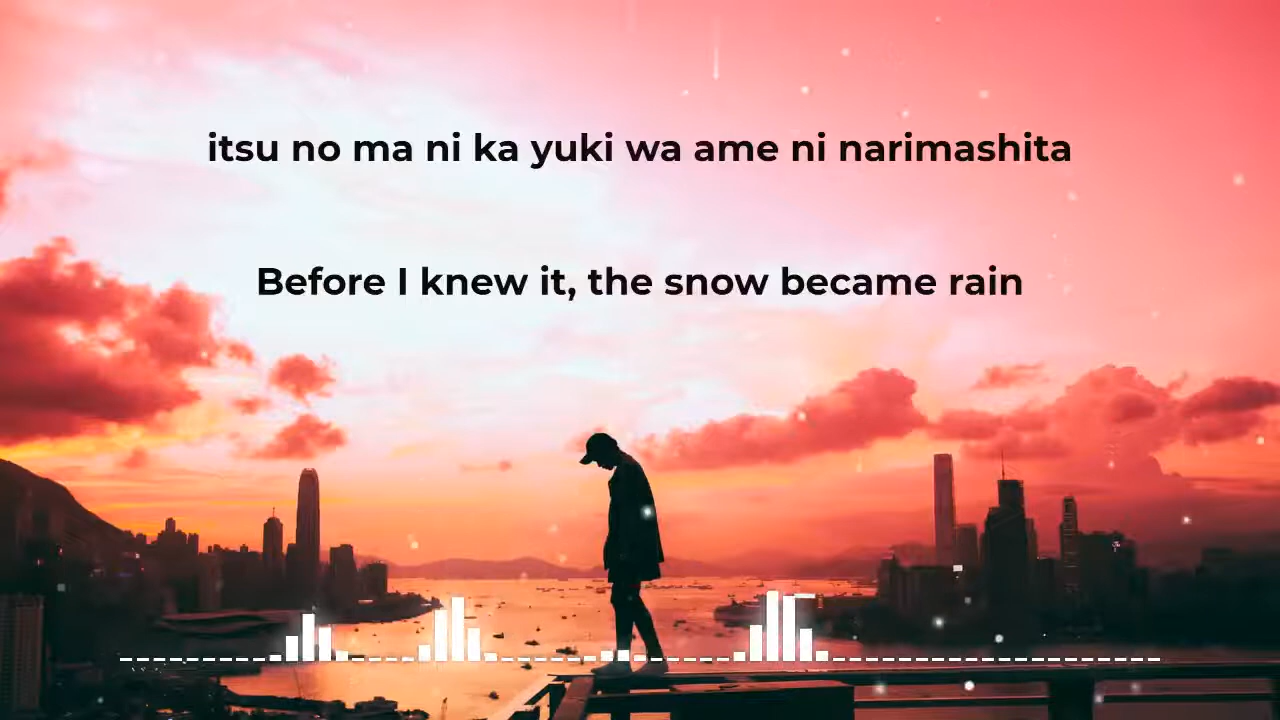 itsu no ma ni ka yuki wa ame ni narimashita
Before I knew it, the snow became rain